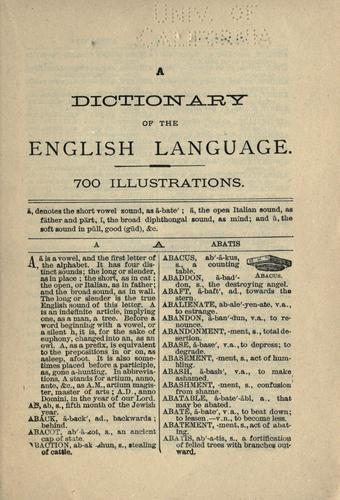 UNIV. OF
CALIFORNIA
A
DICTIONARY
OF THE
ENGLISH LANGUAGE.
700 ILLUSTRATIONS.
ă, denotes the short vowel sound, as ă-bate'; ä, the open Italian sound, as
fäther and pärt, ī, the broad diphthongal sound, as mind; and û, the
soft sound in pûll, good (gûd), &c.
A
A
ABATIS
A, ā is a vowel, and the first letter of
the alphabet. It has four dis-
tinct sounds; the long or slender,
as in place; the short, as in cat;
the open, or Italian, as in father;
and the broad sound, as in wall.
The long or slender is the true
English sound of this letter. A
is an indefinite article, implying
one, as a man, a tree. Before a
word beginning with a vowel, or
a silent h, it is, for the sake of
euphony, changed into an, as an
owl. A, as a prefix, is equivalent
to the prepositions in or on, as
asleep, afoot. It is also some-
times placed before a participle,
as, gone a-hunting. In abbrevia-
tions, A stands for artium, anno,
ante, &c., as A.M. artium magis-
ter, master of arts; A.D., anno
Domini, in the year of our Lord.
AB, ab, s., fifth month of the Jewish
year.
ABACK, ă-back', ad., backwards;
behind.
ABACOT, ab'-ă-cot, s., an ancient
cap of state.
ABACTION, ab-ak'-shun, s., stealing
of cattle.
ABACUS, ab'-ă-kus,
s., a counting
table.
ABACUS.
ABADDON, ă-bad'-
don, s., the destroying angel.
ABAFT, ă-baft', ad., towards the
stern.
ABALIENATE, ab-ale'-yen-ate, v.a.,
to estrange.
ABANDON, ă-ban'-dun, v.a., to re-
nounce.
ABANDONMENT, -ment, s., total de-
sertion.
ABASE, ă-base', v.a., to depress; to
degrade.
ABASEMENT, -ment, s., act of hum-
bling.
ABASH, ă-bash', v.a., to make
ashamed.
ABASHMENT, -ment, s., confusion
from shame.
ABATABLE, ă-bate'-ăbl, a., that
may be abated.
ABATE, ă-bate', v.a., to beat down;
to lessen.—v.n., to become less.
ABATEMENT, -ment, s., act of abat-
ing.
ABATIS, ab'-a-tis, s., a fortification
of felled trees with branches out-
ward.